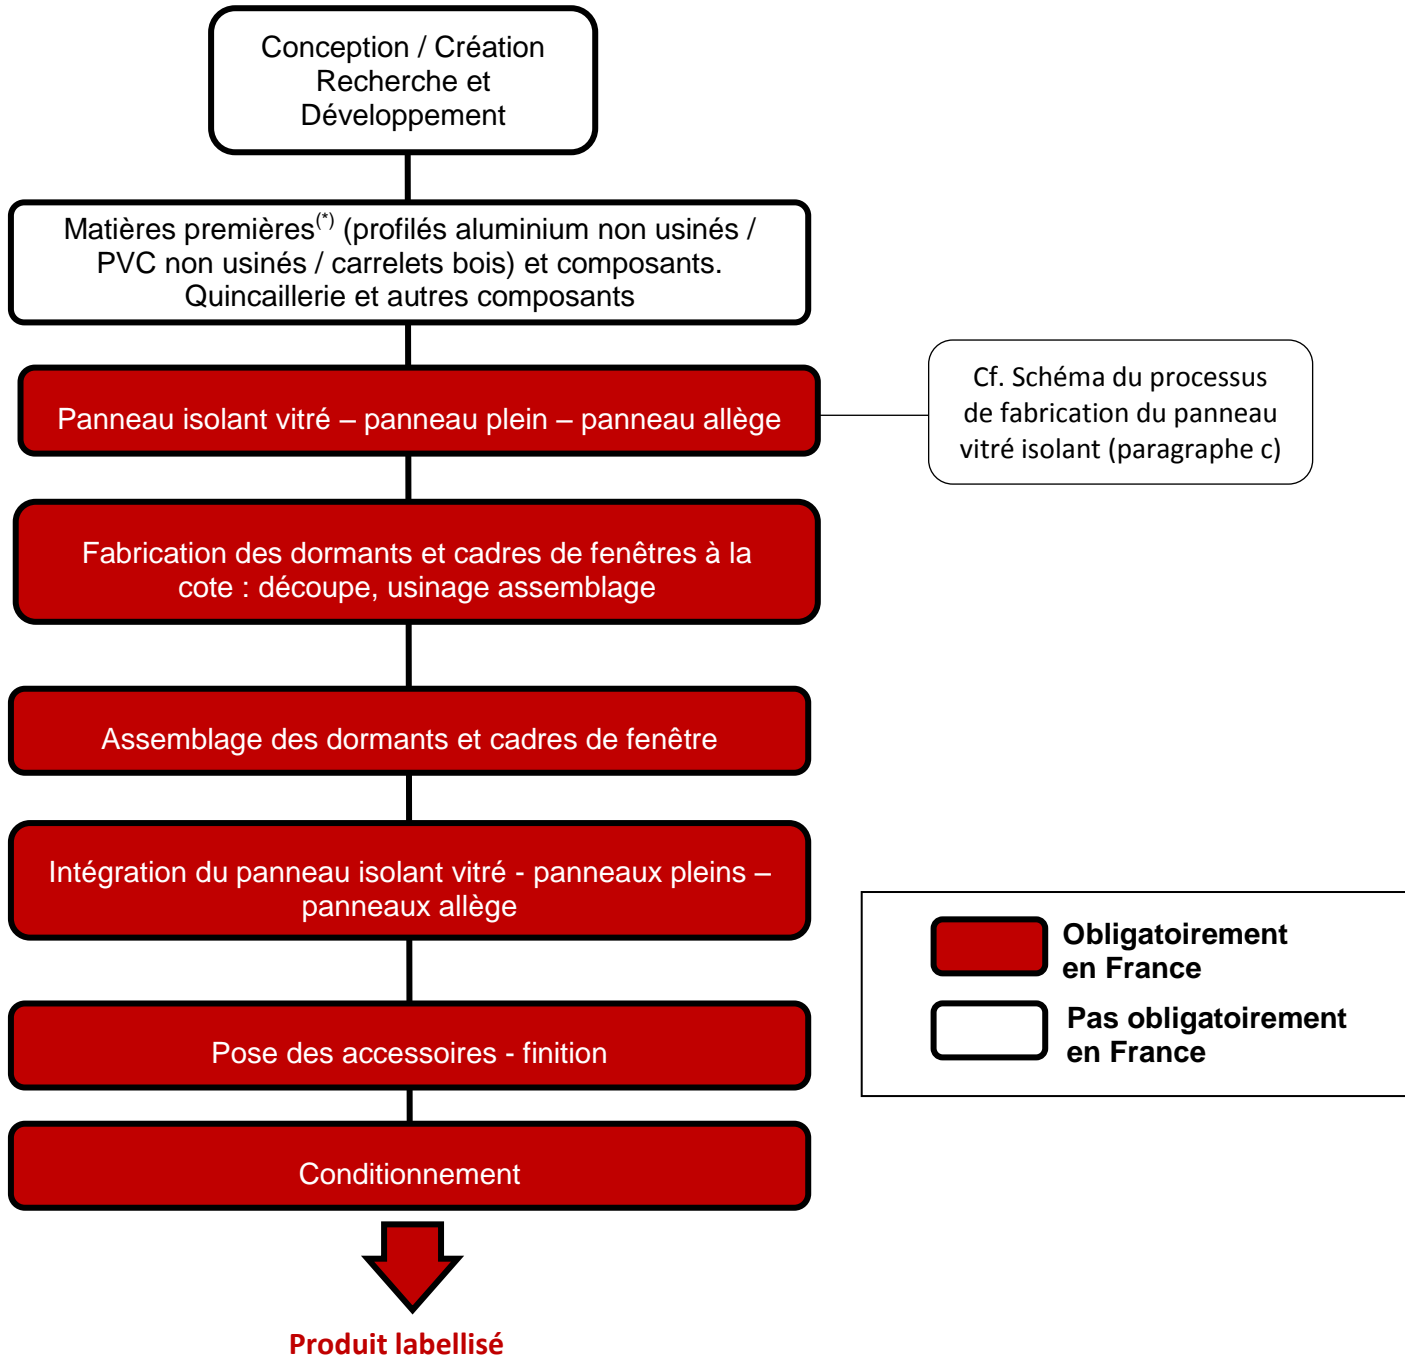 Conception / Création
Recherche et
Développement
Matières premières(*) (profilés aluminium non usinés /
PVC non usinés / carrelets bois) et composants.
Quincaillerie et autres composants
Panneau isolant vitré – panneau plein – panneau allège
Cf. Schéma du processus
de fabrication du panneau
vitré isolant (paragraphe c)
Fabrication des dormants et cadres de fenêtres à la
cote : découpe, usinage assemblage
Assemblage des dormants et cadres de fenêtre
Intégration du panneau isolant vitré - panneaux pleins –
panneaux allège
Obligatoirement
en France
Pas obligatoirement
en France
Pose des accessoires - finition
Conditionnement
Produit labellisé